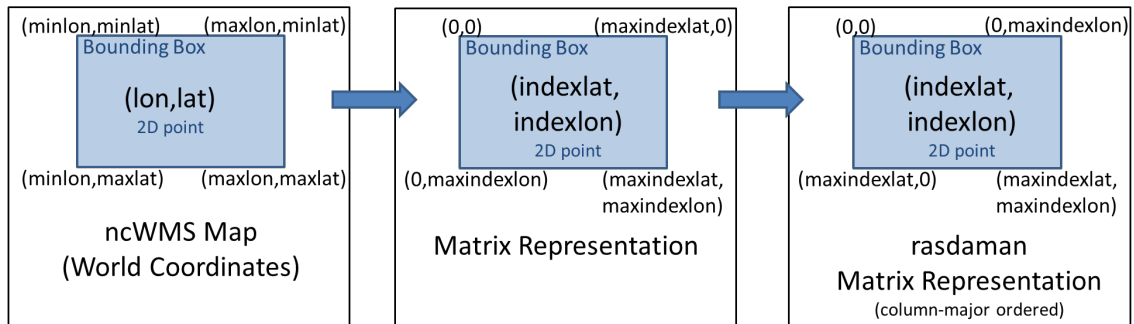 (minlon,minlat) (maxlon,minlat)
Bounding Box
(lon,lat)
2D point
(minlon,maxlat) (maxlon,maxlat)
ncWMS Map
(World Coordinates)
(0,0) (maxindexlat,0)
Bounding Box
(indexlat,
indexlon)
2D point
(0,maxindexlon) (maxindexlat,
maxindexlon)
Matrix Representation
(0,0) (0,maxindexlon)
Bounding Box
(indexlat,
indexlon)
2D point
(maxindexlat,0) (maxindexlat,
maxindexlon)
rasdaman
Matrix Representation
(column-major ordered)